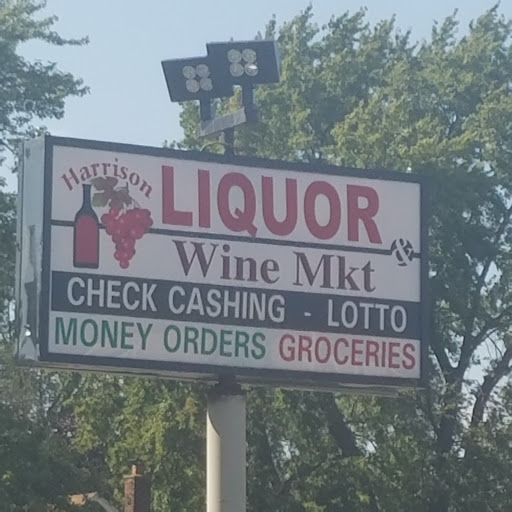 Harrison LIQUOR &
Wine Mkt
CHECK CASHING - LOTTO
MONEY ORDERS GROCERIES